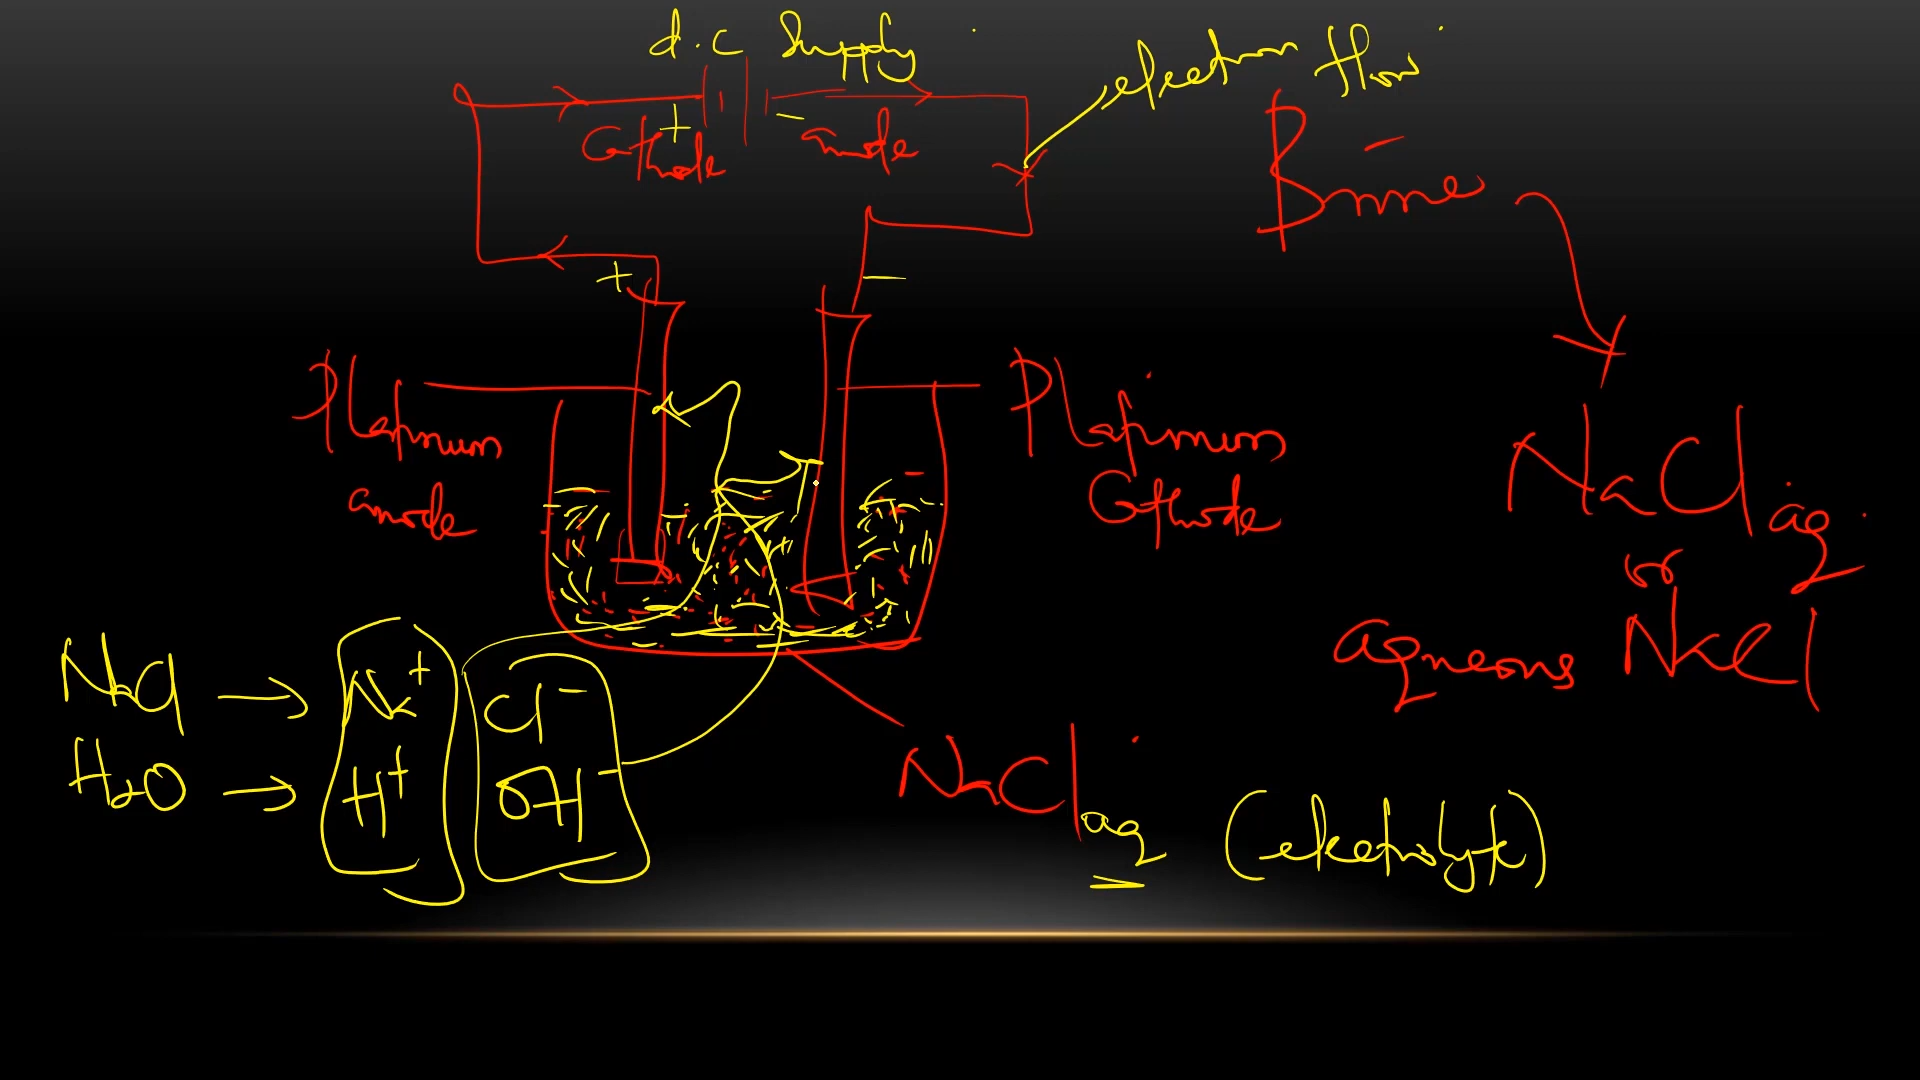 d.c Supply
electron flow
+ −
Cathode anode
Brine
+ −
Platinum
anode
Platinum
Cathode
NaCl aq
or
aqueous NaCl
NaCl → Na⁺ Cl⁻
H₂O → H⁺ OH⁻
NaCl aq (electrolyte)